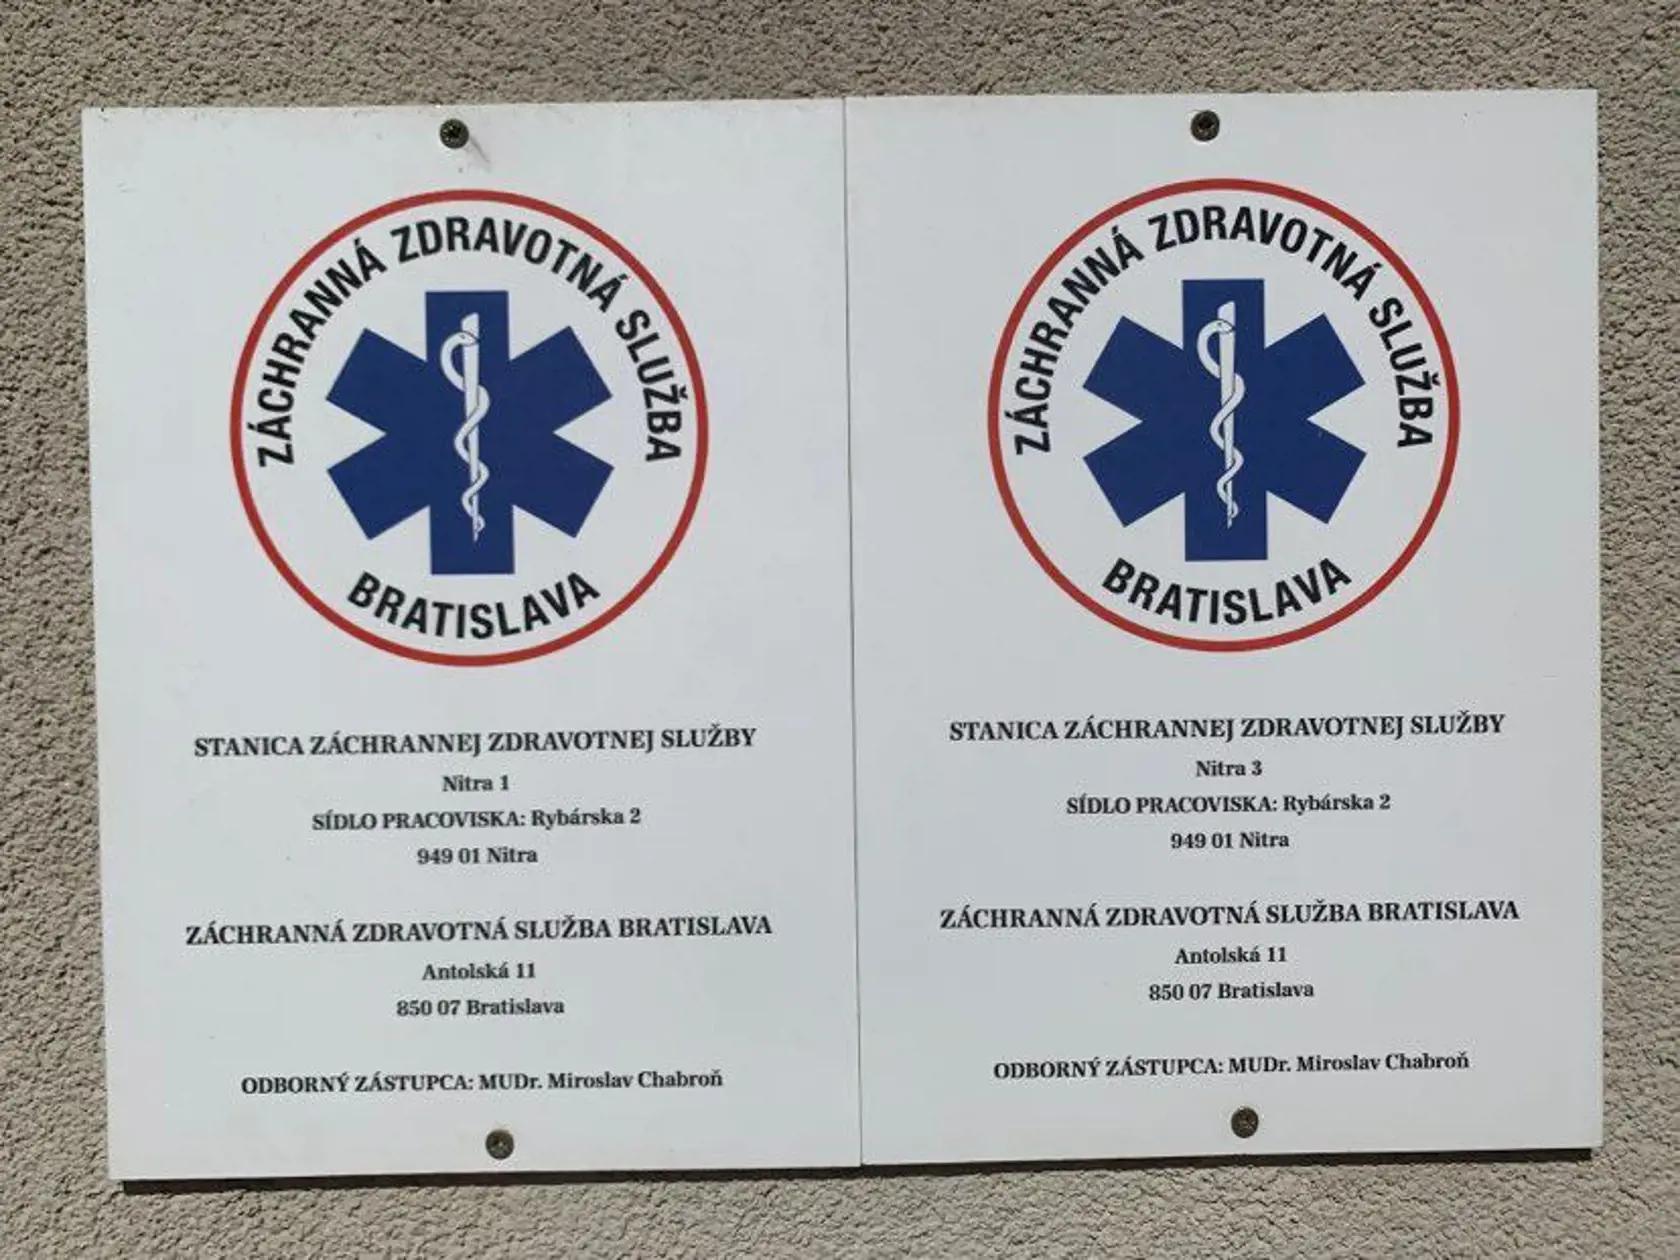 ZÁCHRANNÁ ZDRAVOTNÁ SLUŽBA
BRATISLAVA
STANICA ZÁCHRANNEJ ZDRAVOTNEJ SLUŽBY
Nitra 1
SÍDLO PRACOVISKA: Rybárska 2
949 01 Nitra
ZÁCHRANNÁ ZDRAVOTNÁ SLUŽBA BRATISLAVA
Antolská 11
850 07 Bratislava
ODBORNÝ ZÁSTUPCA: MUDr. Miroslav Chabroň
ZÁCHRANNÁ ZDRAVOTNÁ SLUŽBA
BRATISLAVA
STANICA ZÁCHRANNEJ ZDRAVOTNEJ SLUŽBY
Nitra 3
SÍDLO PRACOVISKA: Rybárska 2
949 01 Nitra
ZÁCHRANNÁ ZDRAVOTNÁ SLUŽBA BRATISLAVA
Antolská 11
850 07 Bratislava
ODBORNÝ ZÁSTUPCA: MUDr. Miroslav Chabroň